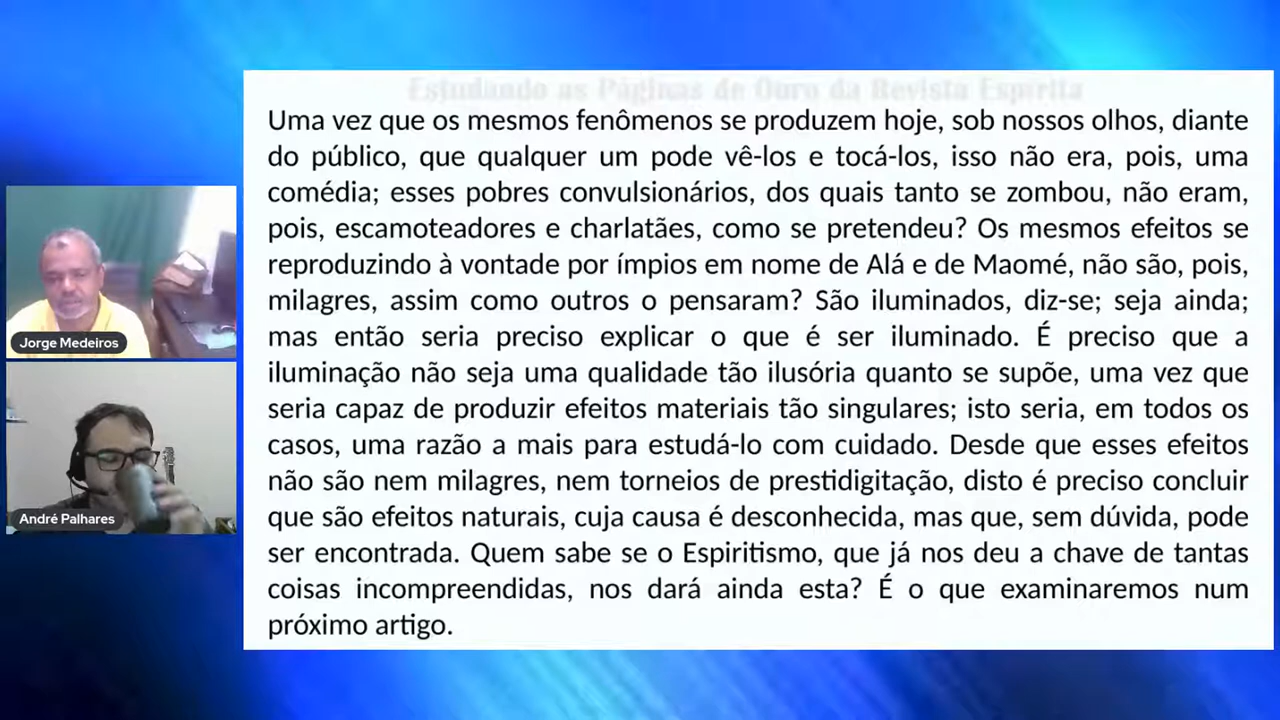 Estudando as Páginas de Ouro da Revista Espírita
Uma vez que os mesmos fenômenos se produzem hoje, sob nossos olhos, diante
do público, que qualquer um pode vê-los e tocá-los, isso não era, pois, uma
comédia; esses pobres convulsionários, dos quais tanto se zombou, não eram,
pois, escamoteadores e charlatães, como se pretendeu? Os mesmos efeitos se
reproduzindo à vontade por ímpios em nome de Alá e de Maomé, não são, pois,
milagres, assim como outros o pensaram? São iluminados, diz-se; seja ainda;
mas então seria preciso explicar o que é ser iluminado. É preciso que a
iluminação não seja uma qualidade tão ilusória quanto se supõe, uma vez que
seria capaz de produzir efeitos materiais tão singulares; isto seria, em todos os
casos, uma razão a mais para estudá-lo com cuidado. Desde que esses efeitos
não são nem milagres, nem torneios de prestidigitação, disto é preciso concluir
que são efeitos naturais, cuja causa é desconhecida, mas que, sem dúvida, pode
ser encontrada. Quem sabe se o Espiritismo, que já nos deu a chave de tantas
coisas incompreendidas, nos dará ainda esta? É o que examinaremos num
próximo artigo.
Jorge Medeiros
André Palhares